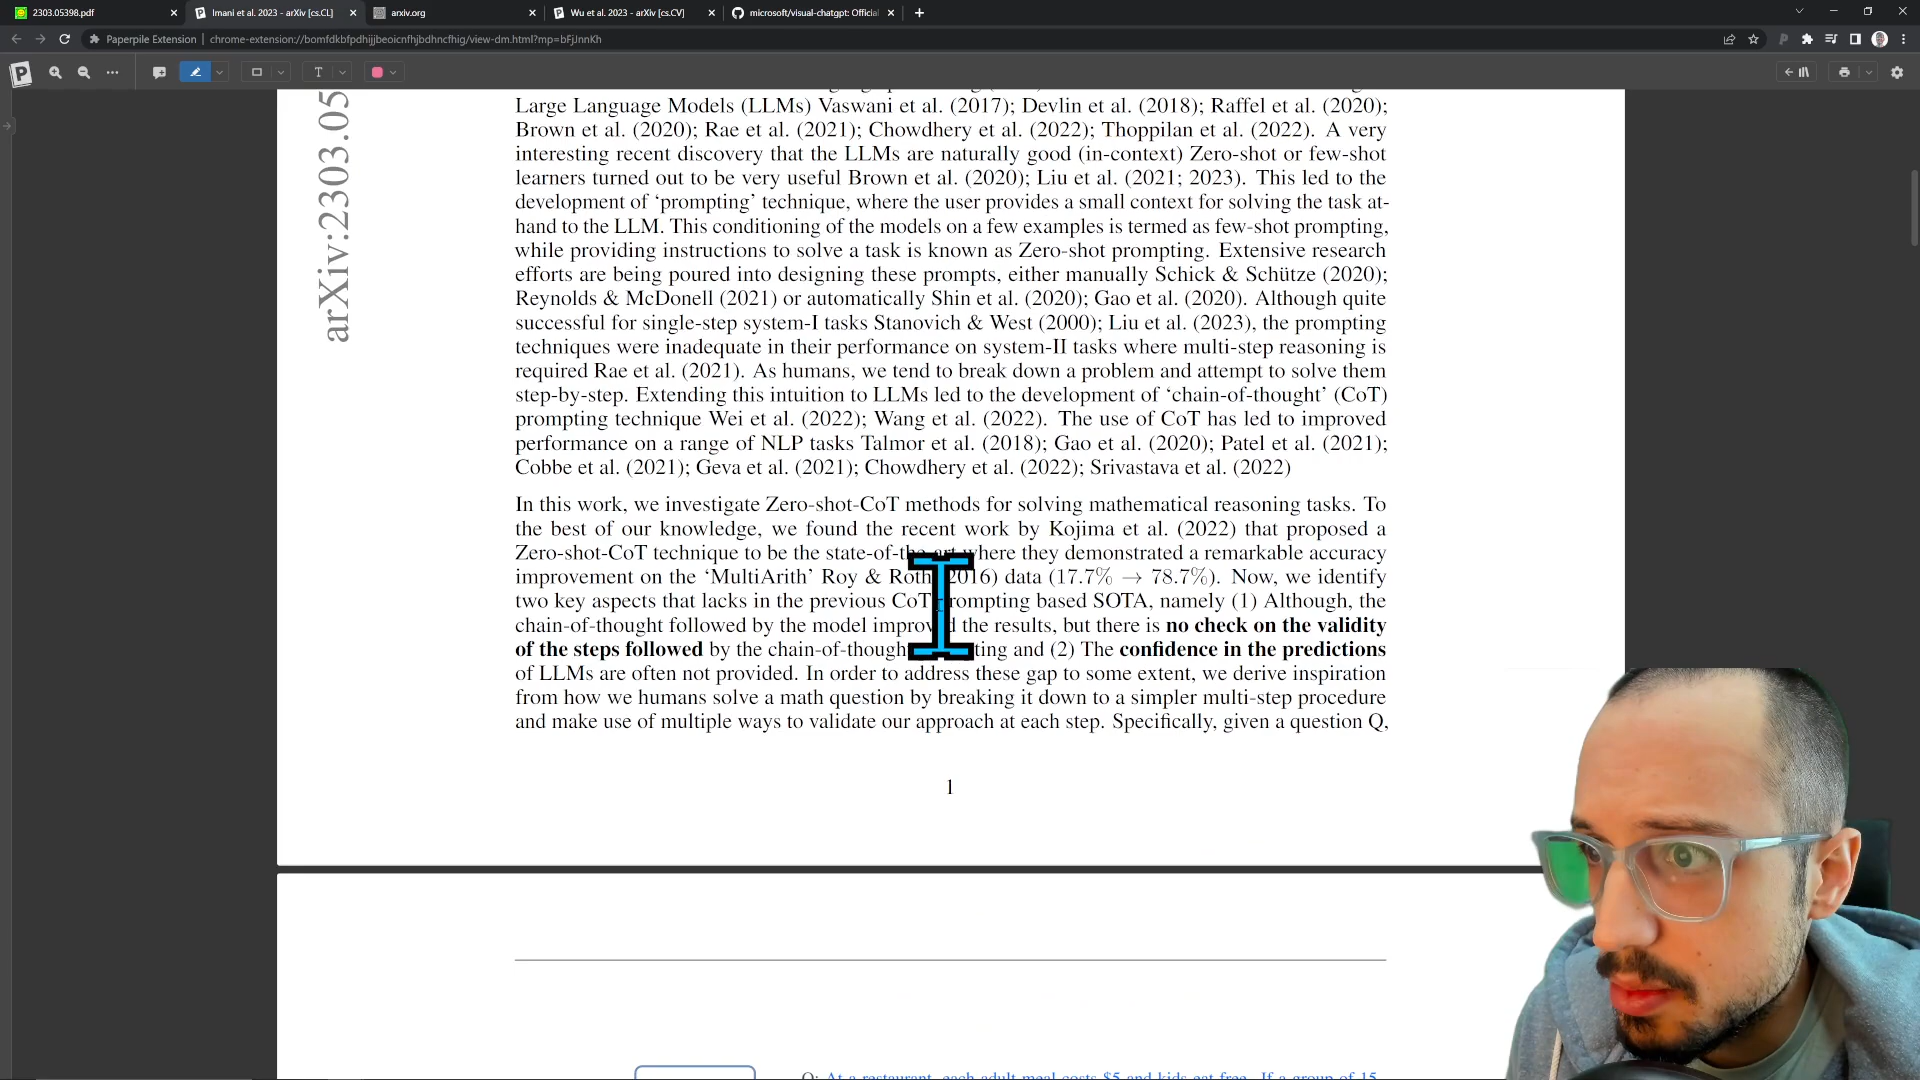 2303.05398.pdf
Imani et al. 2023 - arXiv [cs.CL]
arxiv.org
Wu et al. 2023 - arXiv [cs.CV]
microsoft/visual-chatgpt: Official
Paperpile Extension
chrome-extension://bomfdkbfpdhijjbeoicnfhjbdhncfhig/view-dm.html?mp=bFjJnnKh
arXiv:2303.05
Large Language Models (LLMs) Vaswani et al. (2017); Devlin et al. (2018); Raffel et al. (2020);
Brown et al. (2020); Rae et al. (2021); Chowdhery et al. (2022); Thoppilan et al. (2022). A very
interesting recent discovery that the LLMs are naturally good (in-context) Zero-shot or few-shot
learners turned out to be very useful Brown et al. (2020); Liu et al. (2021; 2023). This led to the
development of ‘prompting’ technique, where the user provides a small context for solving the task at-
hand to the LLM. This conditioning of the models on a few examples is termed as few-shot prompting,
while providing instructions to solve a task is known as Zero-shot prompting. Extensive research
efforts are being poured into designing these prompts, either manually Schick & Schütze (2020);
Reynolds & McDonell (2021) or automatically Shin et al. (2020); Gao et al. (2020). Although quite
successful for single-step system-I tasks Stanovich & West (2000); Liu et al. (2023), the prompting
techniques were inadequate in their performance on system-II tasks where multi-step reasoning is
required Rae et al. (2021). As humans, we tend to break down a problem and attempt to solve them
step-by-step. Extending this intuition to LLMs led to the development of ‘chain-of-thought’ (CoT)
prompting technique Wei et al. (2022); Wang et al. (2022). The use of CoT has led to improved
performance on a range of NLP tasks Talmor et al. (2018); Gao et al. (2020); Patel et al. (2021);
Cobbe et al. (2021); Geva et al. (2021); Chowdhery et al. (2022); Srivastava et al. (2022)
In this work, we investigate Zero-shot-CoT methods for solving mathematical reasoning tasks. To
the best of our knowledge, we found the recent work by Kojima et al. (2022) that proposed a
Zero-shot-CoT technique to be the state-of-the-art where they demonstrated a remarkable accuracy
improvement on the ‘MultiArith’ Roy & Roth 2016) data (17.7% → 78.7%). Now, we identify
two key aspects that lacks in the previous CoT prompting based SOTA, namely (1) Although, the
chain-of-thought followed by the model improved the results, but there is no check on the validity
of the steps followed by the chain-of-though ting and (2) The confidence in the predictions
of LLMs are often not provided. In order to address these gap to some extent, we derive inspiration
from how we humans solve a math question by breaking it down to a simpler multi-step procedure
and make use of multiple ways to validate our approach at each step. Specifically, given a question Q,
1
Q: At a restaurant, each adult meal costs $5 and kids eat free. If a group of 15